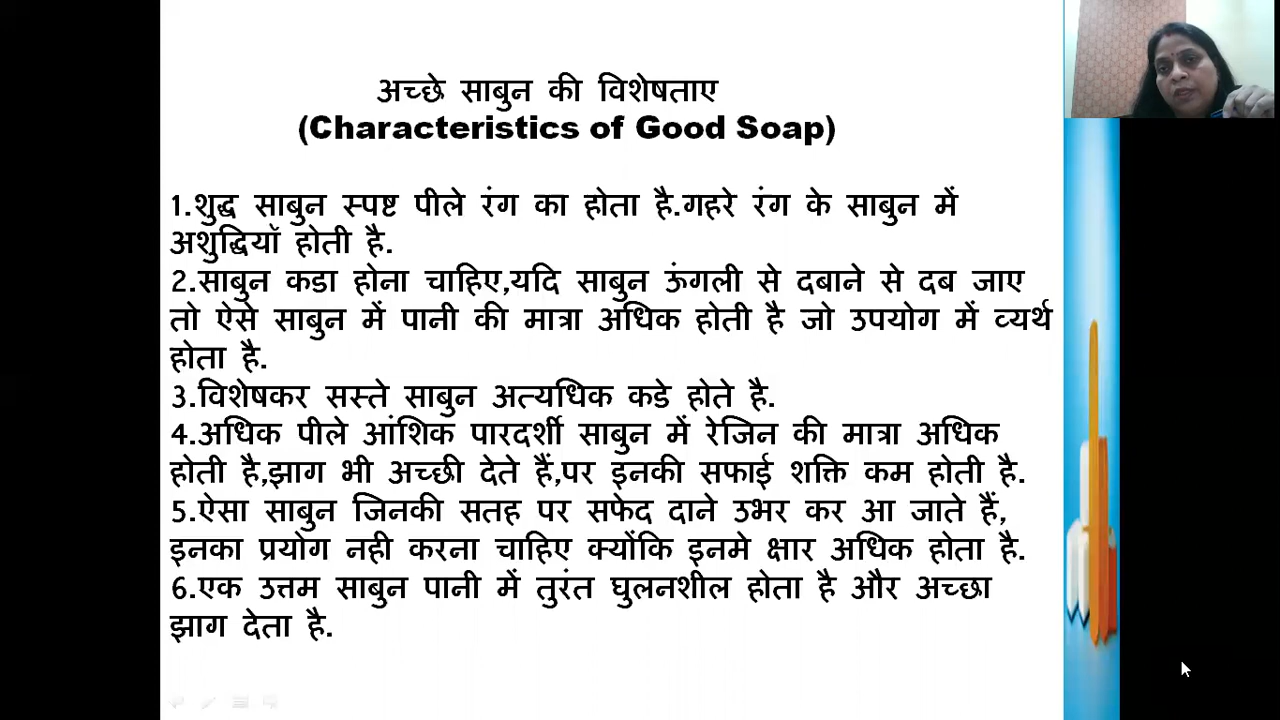 अच्छे साबुन की विशेषताए
(Characteristics of Good Soap)
1.शुद्ध साबुन स्पष्ट पीले रंग का होता है.गहरे रंग के साबुन में
अशुद्धियॉ होती है.
2.साबुन कडा होना चाहिए,यदि साबुन ऊंगली से दबाने से दब जाए
तो ऐसे साबुन में पानी की मात्रा अधिक होती है जो उपयोग में व्यर्थ
होता है.
3.विशेषकर सस्ते साबुन अत्यधिक कडे होते है.
4.अधिक पीले आंशिक पारदर्शी साबुन में रेजिन की मात्रा अधिक
होती है,झाग भी अच्छी देते हैं,पर इनकी सफाई शक्ति कम होती है.
5.ऐसा साबुन जिनकी सतह पर सफेद दाने उभर कर आ जाते हैं,
इनका प्रयोग नही करना चाहिए क्योंकि इनमे क्षार अधिक होता है.
6.एक उत्तम साबुन पानी में तुरंत घुलनशील होता है और अच्छा
झाग देता है.